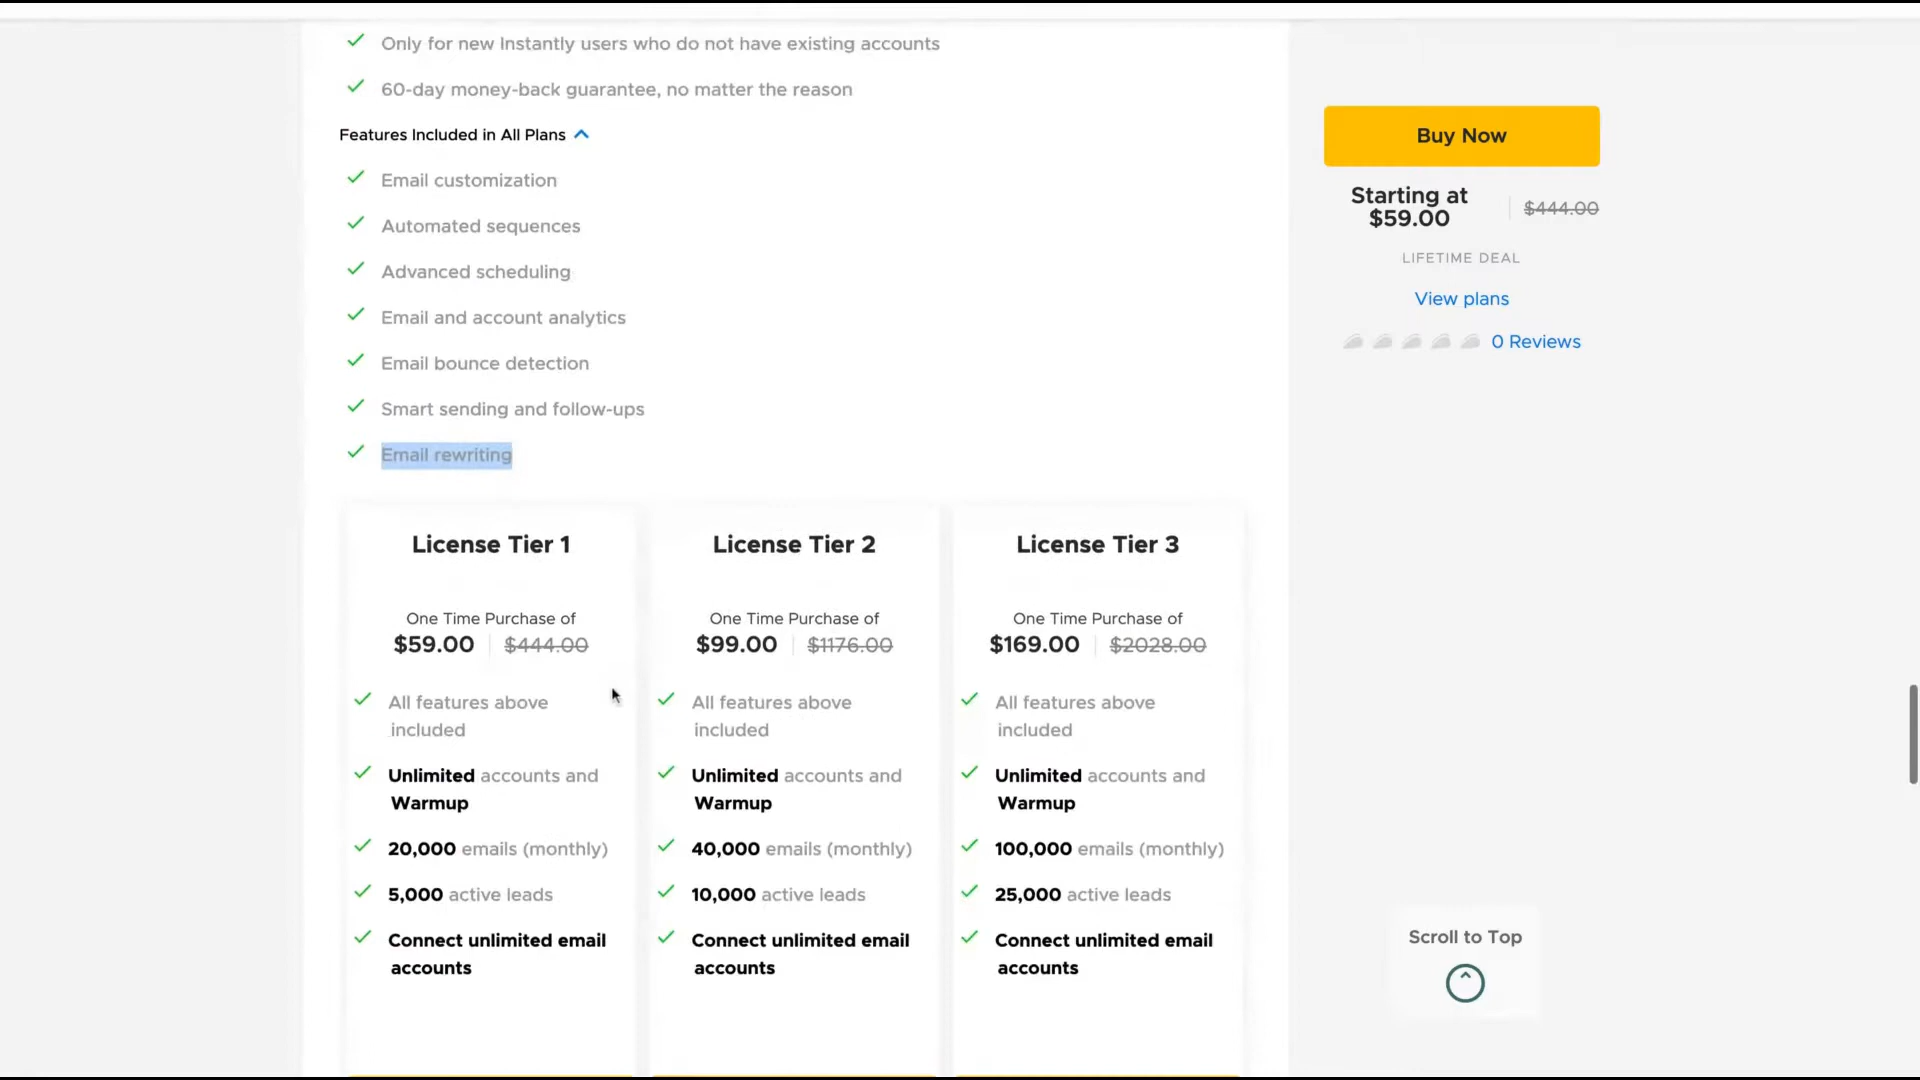 Only for new Instantly users who do not have existing accounts
60-day money-back guarantee, no matter the reason
Features Included in All Plans
Email customization
Automated sequences
Advanced scheduling
Email and account analytics
Email bounce detection
Smart sending and follow-ups
Email rewriting
License Tier 1
One Time Purchase of
$59.00 $444.00
All features above
included
Unlimited accounts and
Warmup
20,000 emails (monthly)
5,000 active leads
Connect unlimited email
accounts
License Tier 2
One Time Purchase of
$99.00 $1176.00
All features above
included
Unlimited accounts and
Warmup
40,000 emails (monthly)
10,000 active leads
Connect unlimited email
accounts
License Tier 3
One Time Purchase of
$169.00 $2028.00
All features above
included
Unlimited accounts and
Warmup
100,000 emails (monthly)
25,000 active leads
Connect unlimited email
accounts
Buy Now
Starting at
$59.00
$444.00
LIFETIME DEAL
View plans
0 Reviews
Scroll to Top